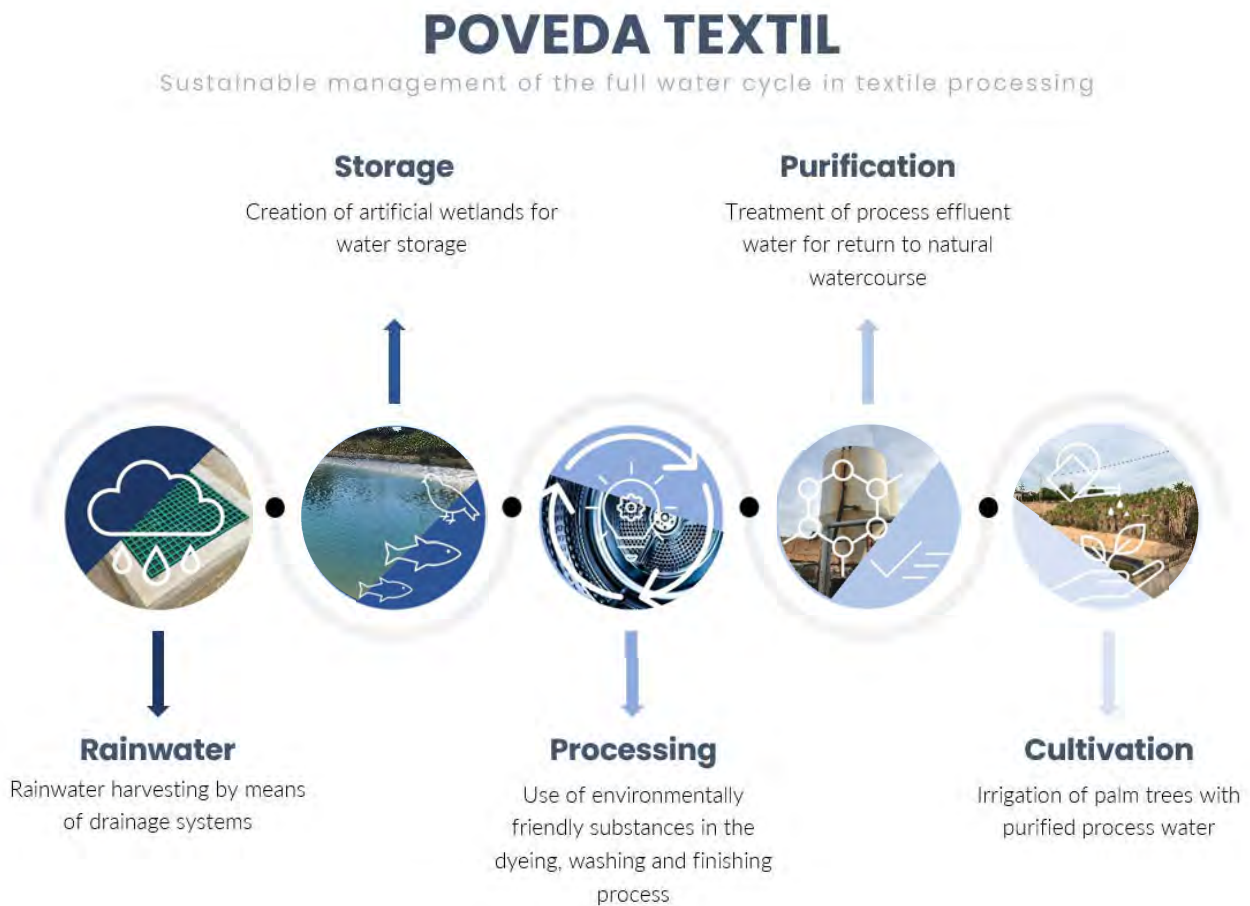 POVEDA TEXTIL
Sustainable management of the full water cycle in textile processing
Storage
Creation of artificial wetlands for
water storage
Purification
Treatment of process effluent
water for return to natural
watercourse
Rainwater
Rainwater harvesting by means
of drainage systems
Processing
Use of environmentally
friendly substances in the
dyeing, washing and finishing
process
Cultivation
Irrigation of palm trees with
purified process water